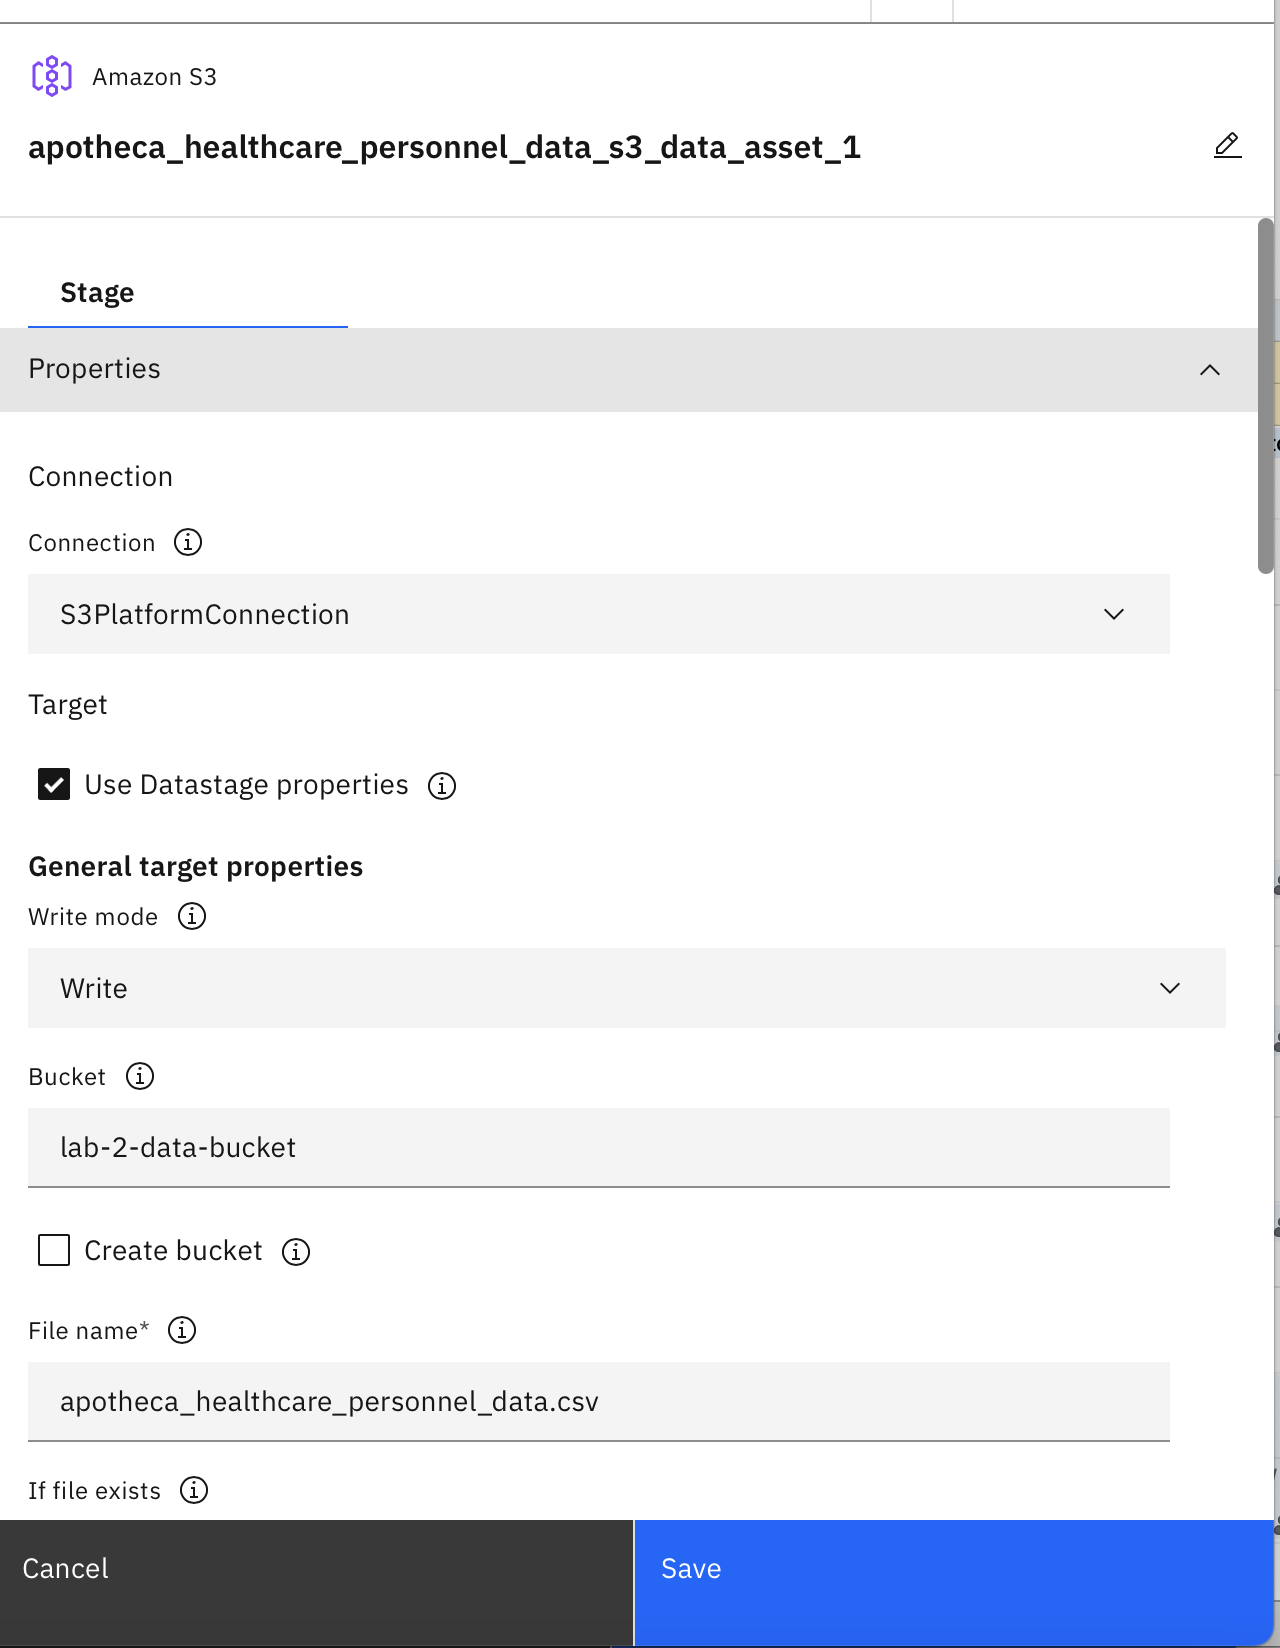 Amazon S3
apotheca_healthcare_personnel_data_s3_data_asset_1
Stage
Properties
Connection
Connection
S3PlatformConnection
Target
Use Datastage properties
General target properties
Write mode
Write
Bucket
lab-2-data-bucket
Create bucket
File name*
apotheca_healthcare_personnel_data.csv
If file exists
Cancel
Save